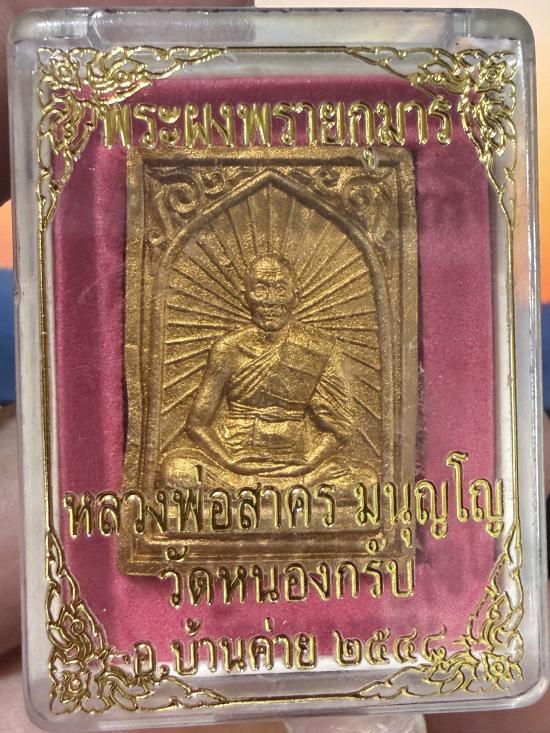 พระผงพรายกุมาร
หลวงพ่อสาคร มนุญโญ
วัดหนองกรับ
อ.บ้านค่าย ๒๕๔๘